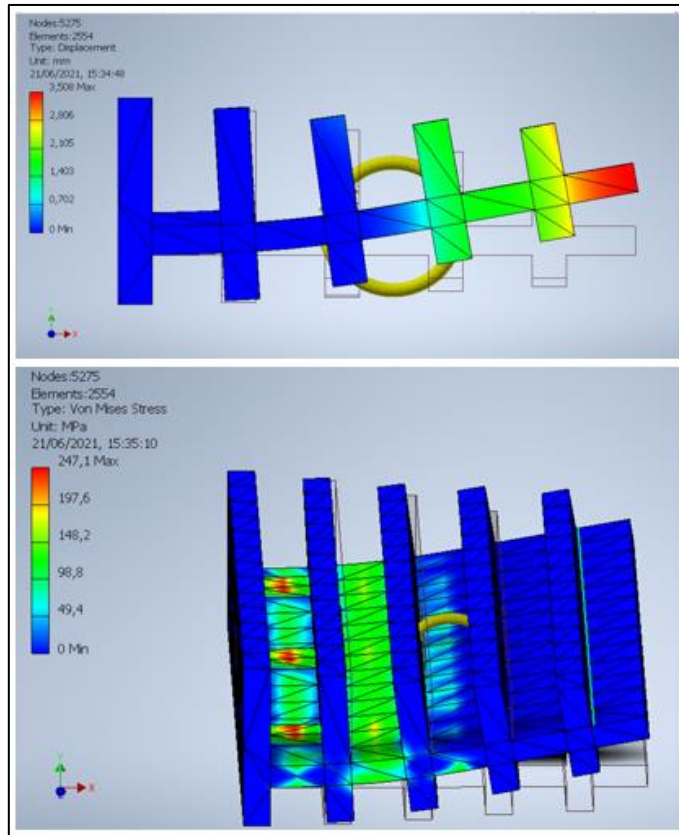 Nodes:5275
Elements:2554
Type: Displacement
Unit: mm
21/06/2021, 15:34:48
3,508 Max
2,806
2,105
1,403
0,702
0 Min
Y
X
Nodes:5275
Elements:2554
Type: Von Mises Stress
Unit: MPa
21/06/2021, 15:35:10
247,1 Max
197,6
148,2
98,8
49,4
0 Min
Y
X